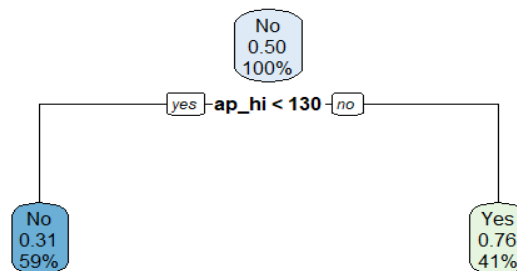 No
0.50
100%
yes ap_hi < 130 no
No
0.31
59%
Yes
0.76
41%